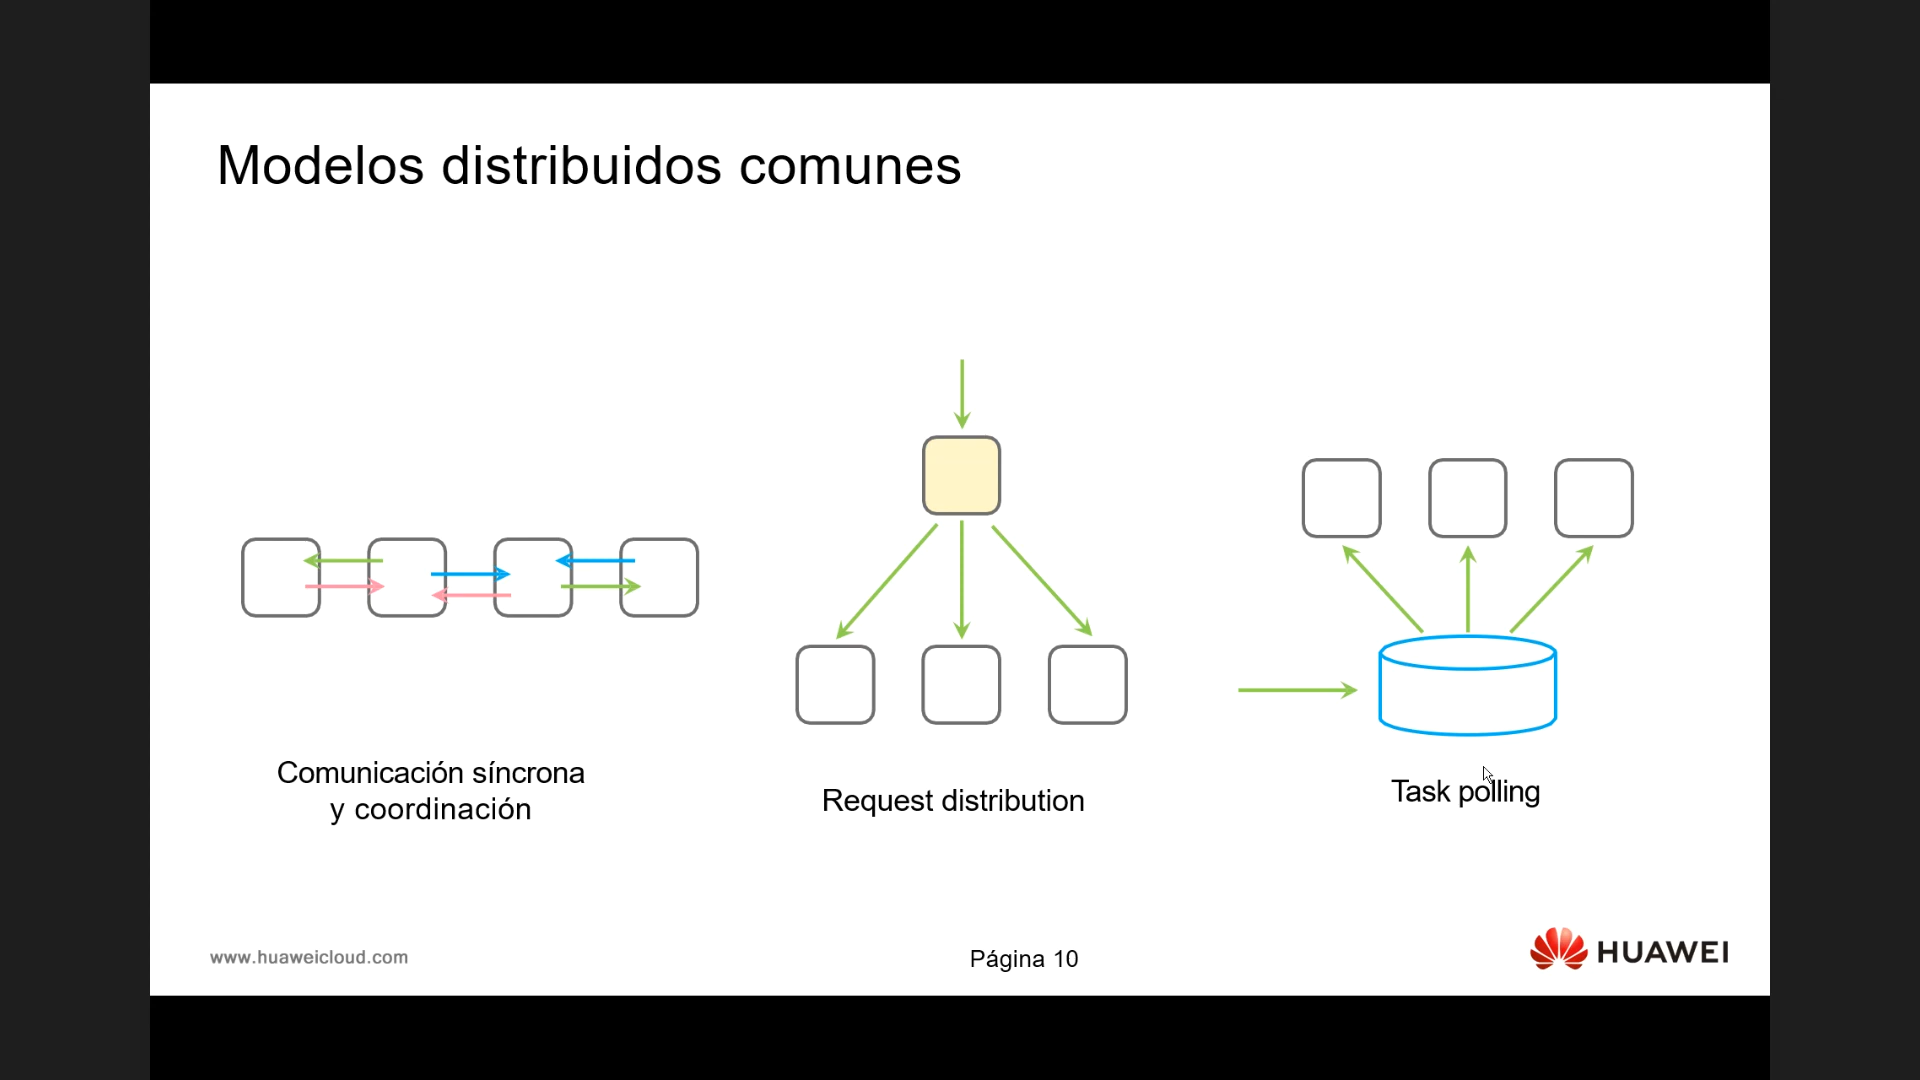 Modelos distribuidos comunes
Comunicación síncrona
y coordinación
Request distribution
Task polling
www.huaweicloud.com
Página 10
HUAWEI